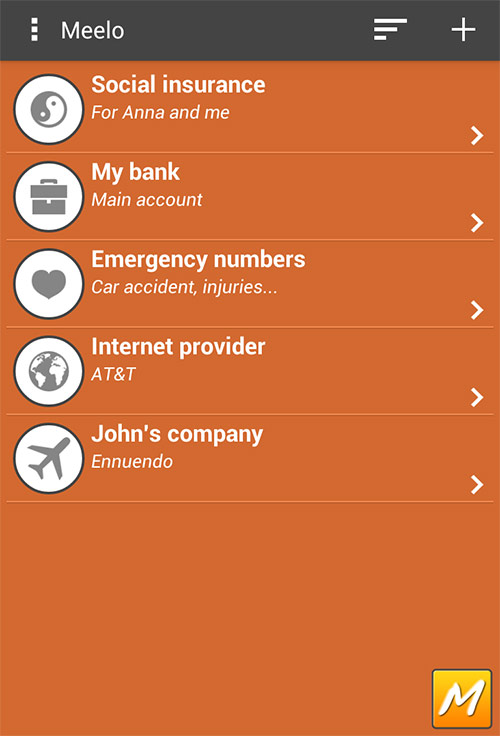 Meelo
Social insurance
For Anna and me
My bank
Main account
Emergency numbers
Car accident, injuries...
Internet provider
AT&T
John's company
Ennuendo
M